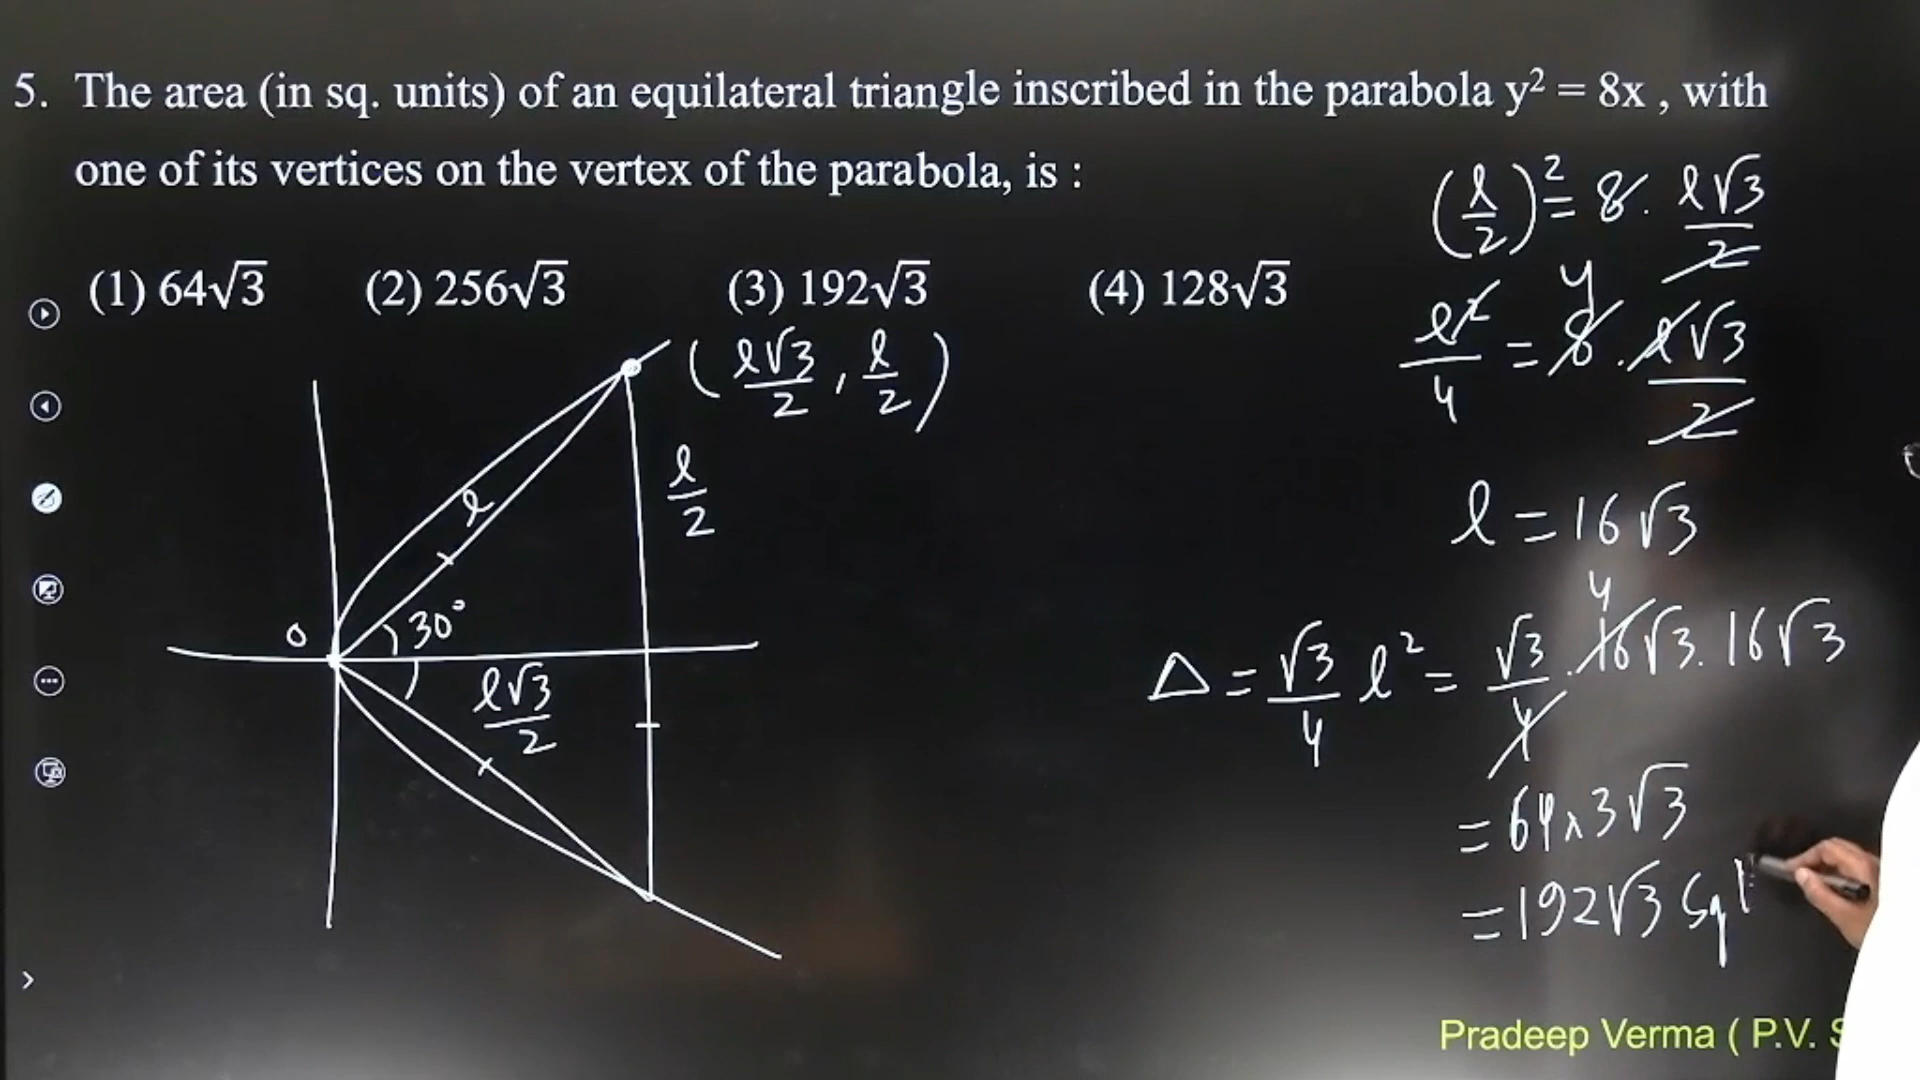 5. The area (in sq. units) of an equilateral triangle inscribed in the parabola y² = 8x , with
one of its vertices on the vertex of the parabola, is :
(1) 64√3 (2) 256√3 (3) 192√3 (4) 128√3
(l√3/2 , l/2)
l
l/2
O
30°
l√3/2
(l/2)² = 8 . l√3/2
l²/4 = 8 . l√3/2
4
l = 16√3
Δ = √3/4 l² = √3/4 . 16√3 . 16√3
4
= 64x3√3
= 192√3 Sq
Pradeep Verma ( P.V.